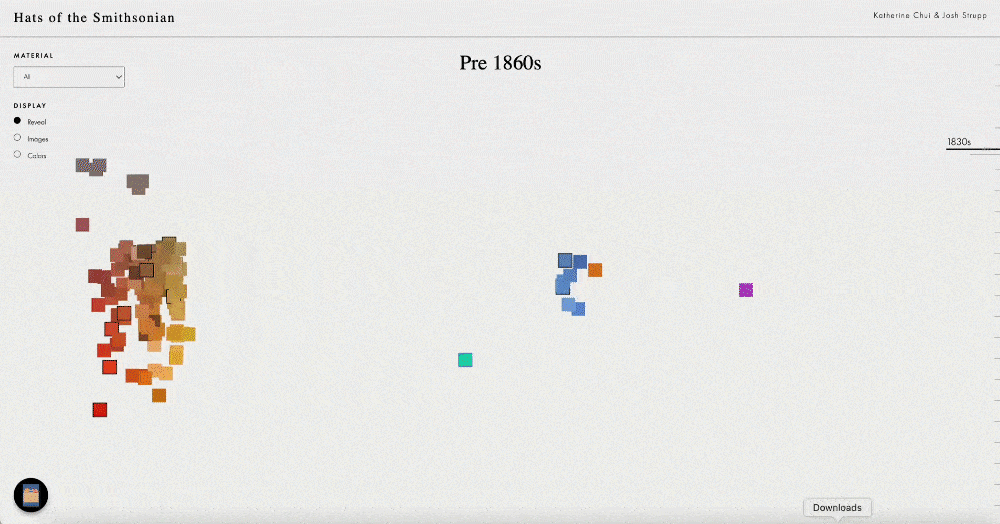 Hats of the Smithsonian
Katherine Chui & Josh Strupp
MATERIAL
Pre 1860s
All
DISPLAY
Reveal
Images
Colors
1830s
Downloads